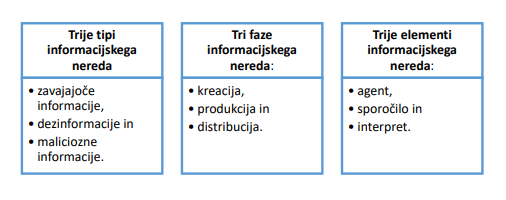 Trije tipi
informacijskega
nereda
• zavajajoče
informacije,
• dezinformacije in
• maliciozne
informacije.
Tri faze
informacijskega
nereda:
• kreacija,
• produkcija in
• distribucija.
Trije elementi
informacijskega
nereda:
• agent,
• sporočilo in
• interpret.